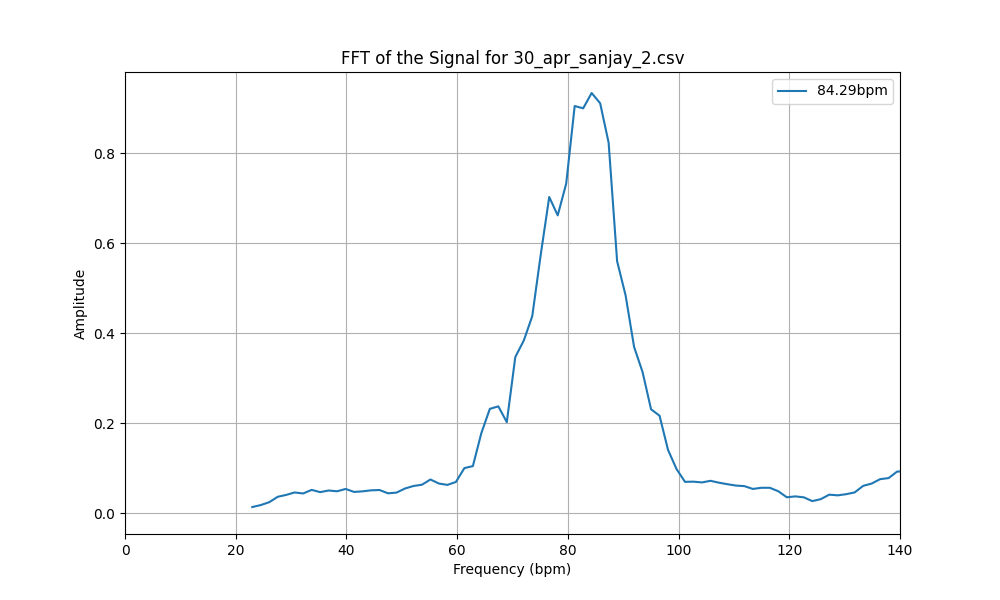 FFT of the Signal for 30_apr_sanjay_2.csv
84.29bpm
Amplitude
0.8
0.6
0.4
0.2
0.0
0 20 40 60 80 100 120 140
Frequency (bpm)